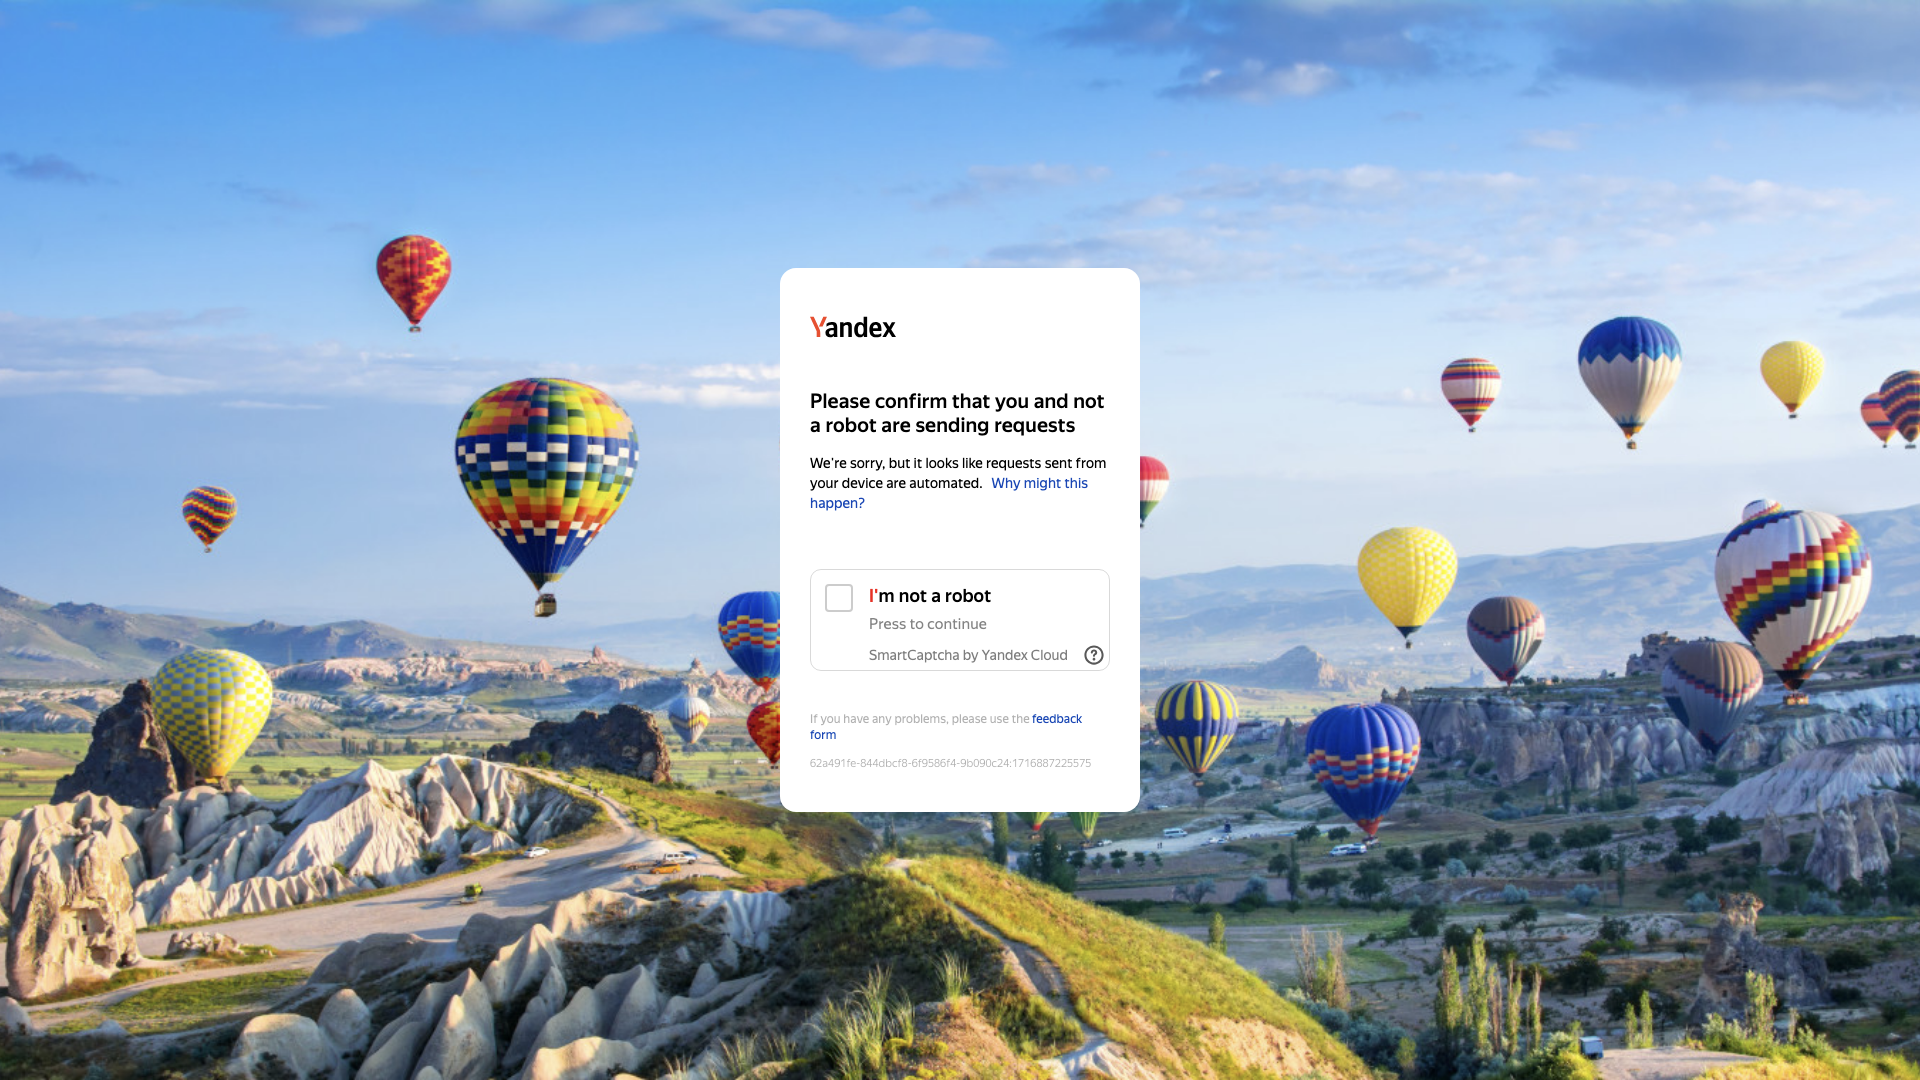 Yandex
Please confirm that you and not
a robot are sending requests
We're sorry, but it looks like requests sent from
your device are automated. Why might this
happen?
I'm not a robot
Press to continue
SmartCaptcha by Yandex Cloud
If you have any problems, please use the feedback
form
62a491fe-844dbcf8-6f9586f4-9b090c24:1716887225575